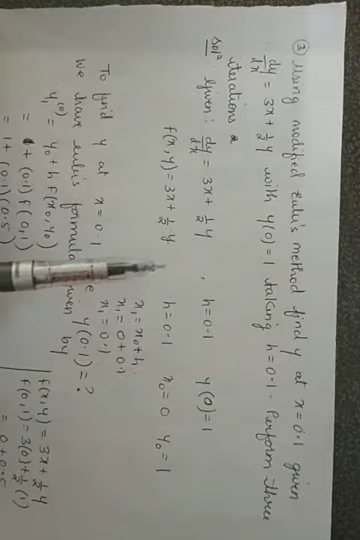 ③ Using modified Euler's method find y at x = 0.1 given
dy/dx = 3x + 1/2 y with y(0) = 1 taking h = 0.1. Perform three
iterations
Soln Given: dy/dx = 3x + 1/2 y , h = 0.1 y(0) = 1
f(x,y) = 3x + 1/2 y h = 0.1 x₀ = 0 y₀ = 1
x₁ = x₀ + h
x₁ = 0 + 0.1
To find y at x = 0.1 x₁ = 0.1 y(0.1) = ?
We have euler's formula given by
y₁⁽⁰⁾ = y₀ + h f(x₀, y₀)
= 1 + (0.1) f(0, 1)
= 1 + (0.1)(0.5)
f(x,y) = 3x + 1/2 y
f(0,1) = 3(0) + 1/2 (1)
= 0 + 0.5